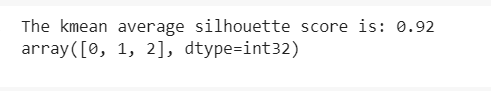 The kmean average silhouette score is: 0.92
array([0, 1, 2], dtype=int32)